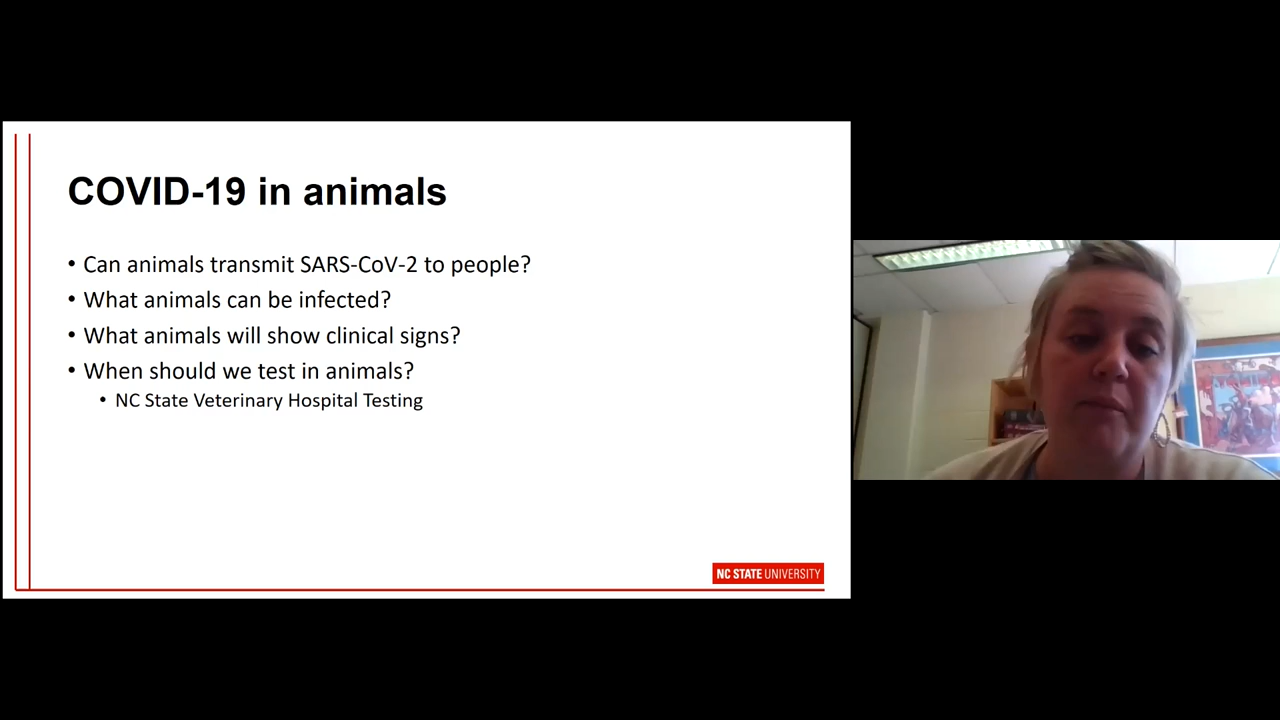 COVID-19 in animals
• Can animals transmit SARS-CoV-2 to people?
• What animals can be infected?
• What animals will show clinical signs?
• When should we test in animals?
• NC State Veterinary Hospital Testing
NC STATE UNIVERSITY